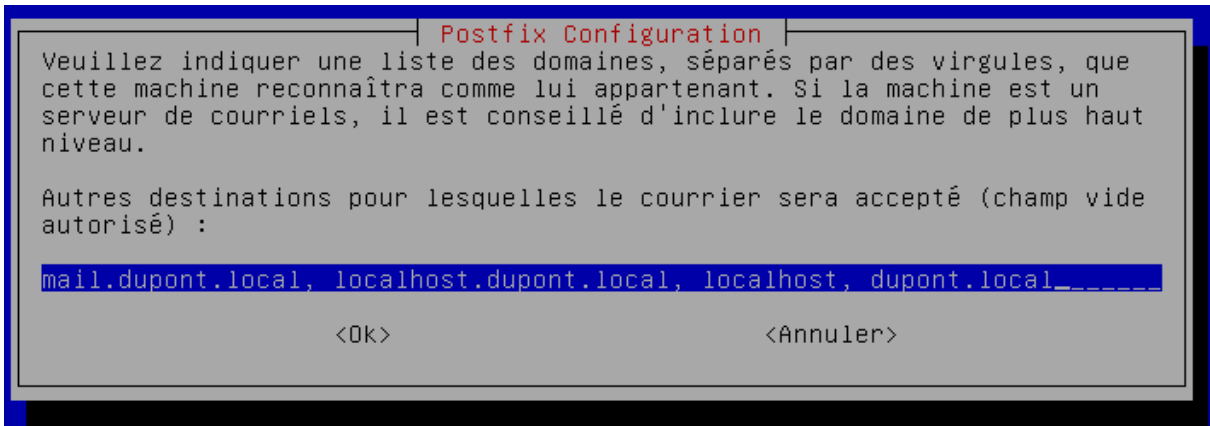 Postfix Configuration
Veuillez indiquer une liste des domaines, séparés par des virgules, que
cette machine reconnaîtra comme lui appartenant. Si la machine est un
serveur de courriels, il est conseillé d'inclure le domaine de plus haut
niveau.
Autres destinations pour lesquelles le courrier sera accepté (champ vide
autorisé) :
mail.dupont.local, localhost.dupont.local, localhost, dupont.local_______
<Ok> <Annuler>